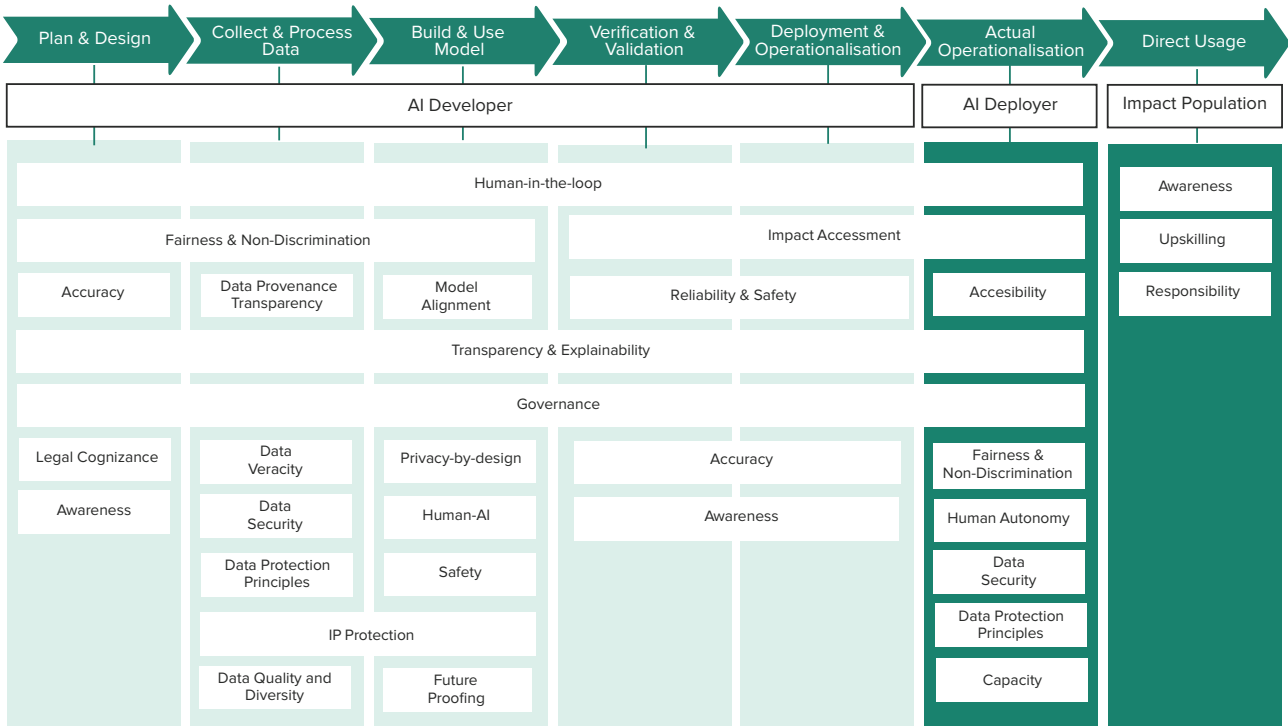 Plan & Design
Collect & Process
Data
Build & Use
Model
Verification &
Validation
Deployment &
Operationalisation
Actual
Operationalisation
Direct Usage
AI Developer
AI Deployer
Impact Population
Human-in-the-loop
Awareness
Fairness & Non-Discrimination
Impact Accessment
Upskilling
Accuracy
Data Provenance
Transparency
Model
Alignment
Reliability & Safety
Accesibility
Responsibility
Transparency & Explainability
Governance
Legal Cognizance
Data
Veracity
Privacy-by-design
Accuracy
Fairness &
Non-Discrimination
Awareness
Data
Security
Human-AI
Awareness
Human Autonomy
Data Protection
Principles
Safety
Data
Security
IP Protection
Data Protection
Principles
Data Quality and
Diversity
Future
Proofing
Capacity